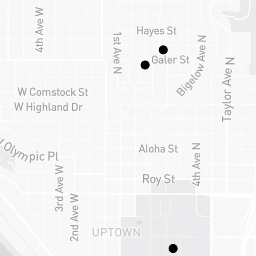 4th Ave W
1st Ave N
Hayes St
Galer St
Bigelow Ave N
Taylor Ave N
W Comstock St
W Highland Dr
Olympic Pl
Aloha St
4th Ave N
Roy St
3rd Ave W
2nd Ave W
UPTOWN